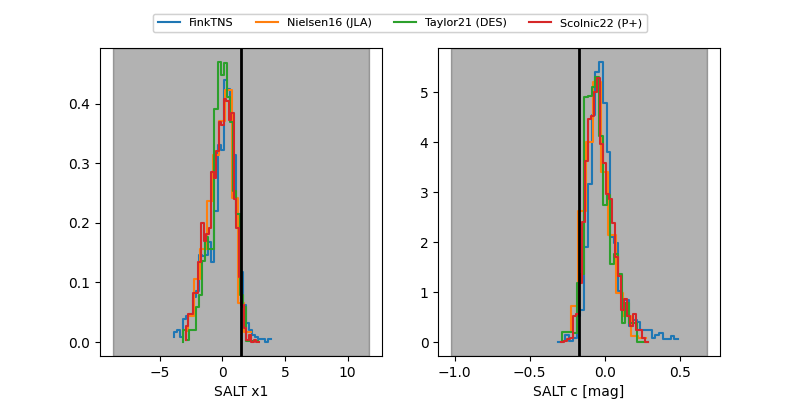 FinkTNS Nielsen16 (JLA) Taylor21 (DES) Scolnic22 (P+)
0.4
0.3
0.2
0.1
0.0
−5 0 5 10
SALT x1
5
4
3
2
1
0
−1.0 −0.5 0.0 0.5
SALT c [mag]